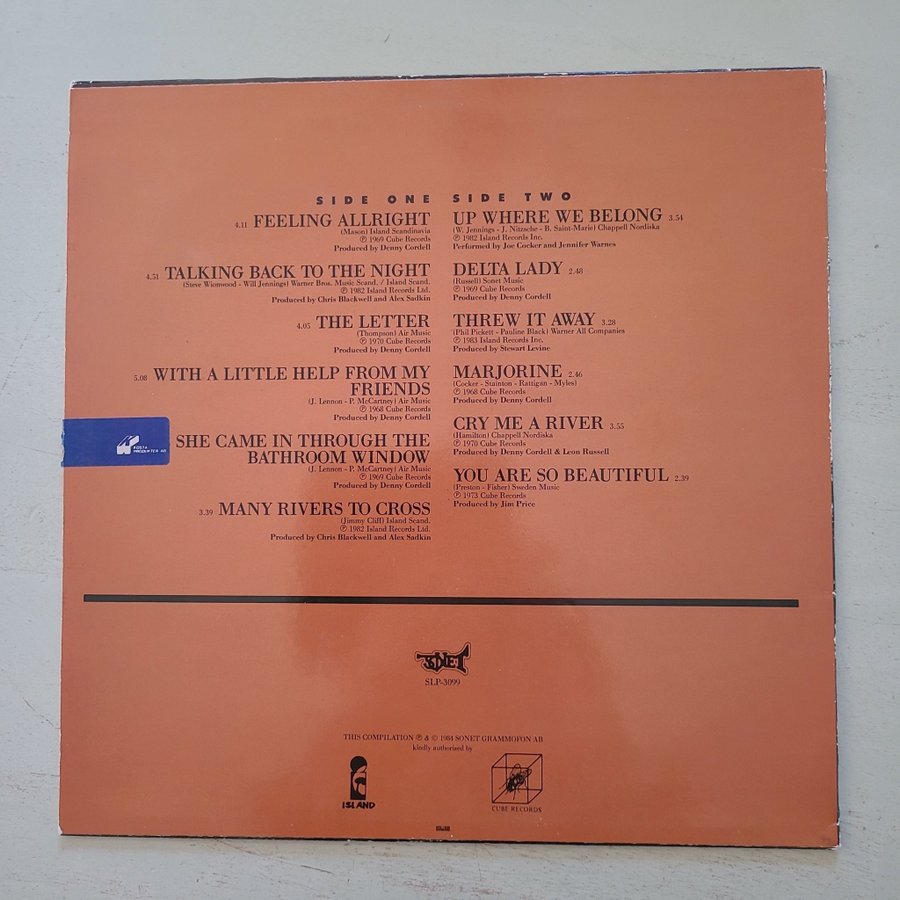 SIDE ONE
4.11 FEELING ALLRIGHT
(Mason) Island Scandinavia
℗ 1969 Cube Records
Produced by Denny Cordell
4.51 TALKING BACK TO THE NIGHT
(Steve Winwood - Will Jennings) Warner Bros. Music Scand. / Island Scand.
℗ 1982 Island Records Ltd.
Produced by Chris Blackwell and Alex Sadkin
4.05 THE LETTER
(Thompson) Air Music
℗ 1970 Cube Records
Produced by Denny Cordell
5.08 WITH A LITTLE HELP FROM MY
FRIENDS
(J. Lennon - P. McCartney) Air Music
℗ 1968 Cube Records
Produced by Denny Cordell
SHE CAME IN THROUGH THE
BATHROOM WINDOW
(J. Lennon - P. McCartney) Air Music
℗ 1969 Cube Records
Produced by Denny Cordell
3.39 MANY RIVERS TO CROSS
(Jimmy Cliff) Island Scand.
℗ 1982 Island Records Ltd.
Produced by Chris Blackwell and Alex Sadkin
SIDE TWO
UP WHERE WE BELONG 3.54
(W. Jennings - J. Nitzsche - B. Saint-Marie) Chappell Nordiska
℗ 1982 Island Records Inc.
Performed by Joe Cocker and Jennifer Warnes
DELTA LADY 2.48
(Russell) Sonet Music
℗ 1969 Cube Records
Produced by Denny Cordell
THREW IT AWAY 3.28
(Phil Pickett - Pauline Black) Warner All Companies
℗ 1983 Island Records Inc.
Produced by Stewart Levine
MARJORINE 2.46
(Cocker - Stainton - Rattigan - Myles)
℗ 1968 Cube Records
Produced by Denny Cordell
CRY ME A RIVER 3.55
(Hamilton) Chappell Nordiska
℗ 1970 Cube Records
Produced by Denny Cordell & Leon Russell
YOU ARE SO BEAUTIFUL 2.39
(Preston - Fisher) Sweden Music
℗ 1973 Cube Records
Produced by Jim Price
PRODUKTER AB
SONET
SLP-3099
THIS COMPILATION ℗ & © 1984 SONET GRAMMOFON AB
kindly authorized by
ISLAND
CUBE RECORDS